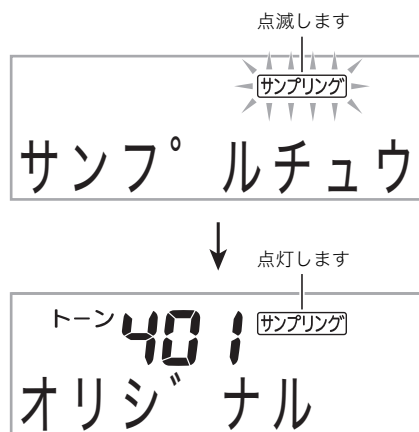 点滅します
サンプリング
サンプ゜ルチュウ
点灯します
トーン 401 サンプリング
オリジ゛ナル